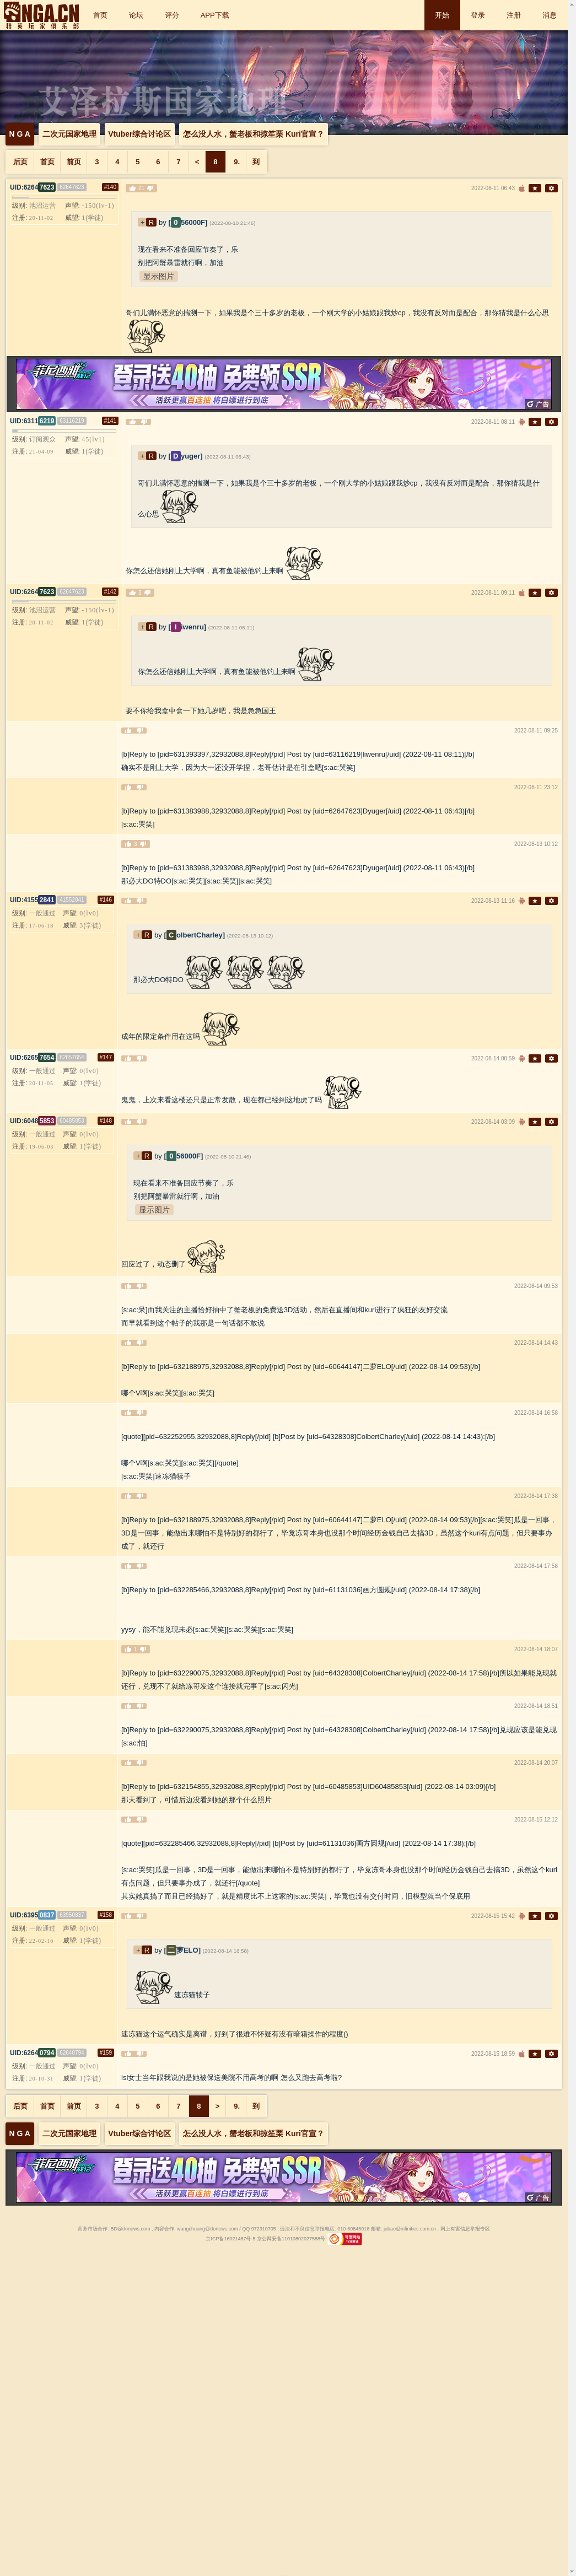 NGA.CN
精英玩家俱乐部
首页 论坛 评分 APP下载 开始 登录 注册 消息
艾泽拉斯国家地理
N G A 二次元国家地理 Vtuber综合讨论区 怎么没人水，蟹老板和掠笙栗 Kuri官宣？
后页 首页 前页 3 4 5 6 7 < 8 9. 到
UID:62647623 62647623 #140
级别: 池沼运营 声望: -150(lv-1)
注册: 20-11-02 威望: 1(学徒)
21 2022-08-11 06:43
+ R by [056000F] (2022-08-10 21:46)
现在看来不准备回应节奏了，乐
别把阿蟹暴雷就行啊，加油
显示图片
哥们儿满怀恶意的揣测一下，如果我是个三十多岁的老板，一个刚大学的小姑娘跟我炒cp，我没有反对而是配合，那你猜我是什么心思
菲尼西雅 登录送40抽 免费领SSR
活跃更赢百连抽 将白嫖进行到底
广告
UID:63116219 63116219 #141
级别: 订阅观众 声望: 45(lv1)
注册: 21-04-09 威望: 1(学徒)
2022-08-11 08:11
+ R by [Dyuger] (2022-08-11 06:43)
哥们儿满怀恶意的揣测一下，如果我是个三十多岁的老板，一个刚大学的小姑娘跟我炒cp，我没有反对而是配合，那你猜我是什
么心思
你怎么还信她刚上大学啊，真有鱼能被他钓上来啊
UID:62647623 62647623 #142
级别: 池沼运营 声望: -150(lv-1)
注册: 20-11-02 威望: 1(学徒)
8 2022-08-11 09:11
+ R by [liwenru] (2022-08-11 08:11)
你怎么还信她刚上大学啊，真有鱼能被他钓上来啊
要不你给我盒中盒一下她几岁吧，我是急急国王
2022-08-11 09:25
[b]Reply to [pid=631393397,32932088,8]Reply[/pid] Post by [uid=63116219]liwenru[/uid] (2022-08-11 08:11)[/b]
确实不是刚上大学，因为大一还没开学捏，老哥估计是在引盒吧[s:ac:哭笑]
2022-08-11 23:12
[b]Reply to [pid=631383988,32932088,8]Reply[/pid] Post by [uid=62647623]Dyuger[/uid] (2022-08-11 06:43)[/b]
[s:ac:哭笑]
3 2022-08-13 10:12
[b]Reply to [pid=631383988,32932088,8]Reply[/pid] Post by [uid=62647623]Dyuger[/uid] (2022-08-11 06:43)[/b]
那必大DO特DO[s:ac:哭笑][s:ac:哭笑][s:ac:哭笑]
UID:41552841 41552841 #146
级别: 一般通过 声望: 0(lv0)
注册: 17-06-18 威望: 3(学徒)
2022-08-13 11:16
+ R by [ColbertCharley] (2022-08-13 10:12)
那必大DO特DO
成年的限定条件用在这吗
UID:62657654 62657654 #147
级别: 一般通过 声望: 0(lv0)
注册: 20-11-05 威望: 1(学徒)
2022-08-14 00:59
鬼鬼，上次来看这楼还只是正常发散，现在都已经到这地虎了吗
UID:60485853 60485853 #148
级别: 一般通过 声望: 0(lv0)
注册: 19-06-03 威望: 1(学徒)
2022-08-14 03:09
+ R by [056000F] (2022-08-10 21:46)
现在看来不准备回应节奏了，乐
别把阿蟹暴雷就行啊，加油
显示图片
回应过了，动态删了
2022-08-14 09:53
[s:ac:呆]而我关注的主播恰好抽中了蟹老板的免费送3D活动，然后在直播间和kuri进行了疯狂的友好交流
而早就看到这个帖子的我那是一句话都不敢说
2022-08-14 14:43
[b]Reply to [pid=632188975,32932088,8]Reply[/pid] Post by [uid=60644147]二萝ELO[/uid] (2022-08-14 09:53)[/b]
哪个V啊[s:ac:哭笑][s:ac:哭笑]
2022-08-14 16:58
[quote][pid=632252955,32932088,8]Reply[/pid] [b]Post by [uid=64328308]ColbertCharley[/uid] (2022-08-14 14:43):[/b]
哪个V啊[s:ac:哭笑][s:ac:哭笑][/quote]
[s:ac:哭笑]速冻猫犊子
2022-08-14 17:38
[b]Reply to [pid=632188975,32932088,8]Reply[/pid] Post by [uid=60644147]二萝ELO[/uid] (2022-08-14 09:53)[/b][s:ac:哭笑]瓜是一回事，
3D是一回事，能做出来哪怕不是特别好的都行了，毕竟冻哥本身也没那个时间经历金钱自己去搞3D，虽然这个kuri有点问题，但只要事办
成了，就还行
2022-08-14 17:58
[b]Reply to [pid=632285466,32932088,8]Reply[/pid] Post by [uid=61131036]画方圆规[/uid] (2022-08-14 17:38)[/b]
yysy，能不能兑现未必[s:ac:哭笑][s:ac:哭笑][s:ac:哭笑]
1 2022-08-14 18:07
[b]Reply to [pid=632290075,32932088,8]Reply[/pid] Post by [uid=64328308]ColbertCharley[/uid] (2022-08-14 17:58)[/b]所以如果能兑现就
还行，兑现不了就给冻哥发这个连接就完事了[s:ac:闪光]
2022-08-14 18:51
[b]Reply to [pid=632290075,32932088,8]Reply[/pid] Post by [uid=64328308]ColbertCharley[/uid] (2022-08-14 17:58)[/b]兑现应该是能兑现
[s:ac:怕]
2022-08-14 20:07
[b]Reply to [pid=632154855,32932088,8]Reply[/pid] Post by [uid=60485853]UID60485853[/uid] (2022-08-14 03:09)[/b]
那天看到了，可惜后边没看到她的那个什么照片
2022-08-15 12:12
[quote][pid=632285466,32932088,8]Reply[/pid] [b]Post by [uid=61131036]画方圆规[/uid] (2022-08-14 17:38):[/b]
[s:ac:哭笑]瓜是一回事，3D是一回事，能做出来哪怕不是特别好的都行了，毕竟冻哥本身也没那个时间经历金钱自己去搞3D，虽然这个kuri
有点问题，但只要事办成了，就还行[/quote]
其实她真搞了而且已经搞好了，就是精度比不上这家的[s:ac:哭笑]，毕竟也没有交付时间，旧模型就当个保底用
UID:63950837 63950837 #158
级别: 一般通过 声望: 0(lv0)
注册: 22-02-16 威望: 1(学徒)
2022-08-15 15:42
+ R by [二萝ELO] (2022-08-14 16:58)
速冻猫犊子
速冻猫这个运气确实是离谱，好到了很难不怀疑有没有暗箱操作的程度()
UID:62640794 62640794 #159
级别: 一般通过 声望: 0(lv0)
注册: 20-10-31 威望: 1(学徒)
2022-08-15 18:59
lsf女士当年跟我说的是她被保送美院不用高考的啊 怎么又跑去高考啦?
后页 首页 前页 3 4 5 6 7 8 > 9. 到
N G A 二次元国家地理 Vtuber综合讨论区 怎么没人水，蟹老板和掠笙栗 Kuri官宣？
菲尼西雅 登录送40抽 免费领SSR
活跃更赢百连抽 将白嫖进行到底
广告